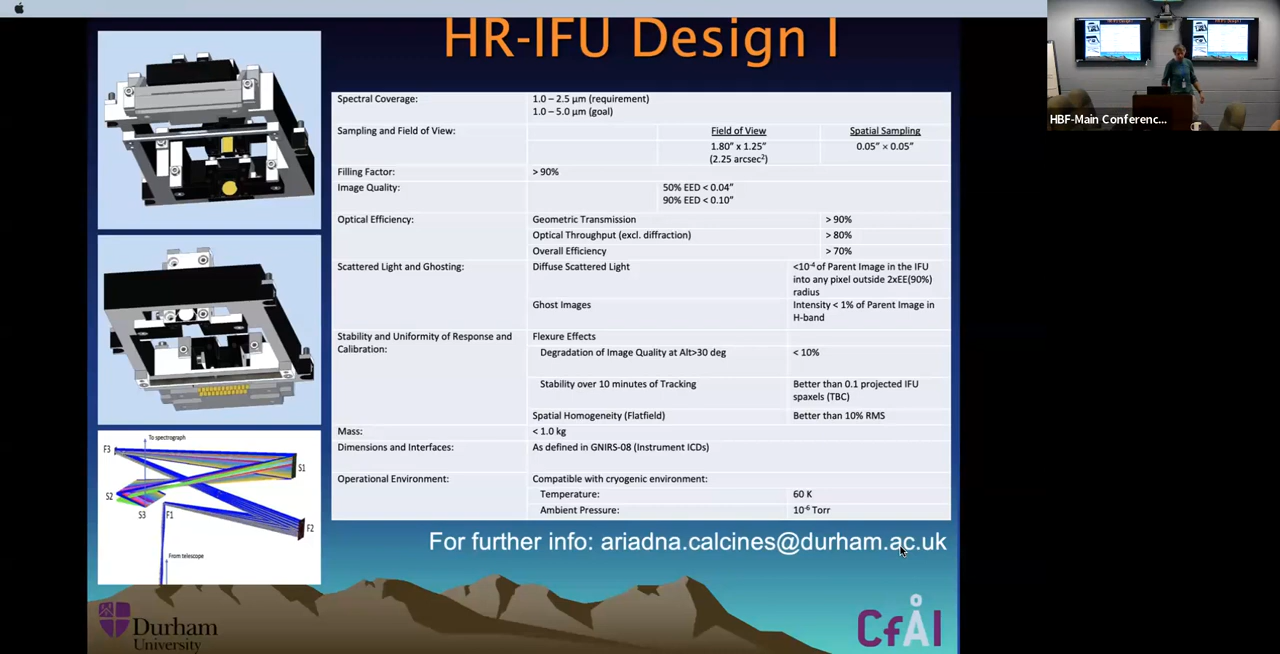 HR-IFU Design I
Spectral Coverage:
1.0 – 2.5 µm (requirement)
1.0 – 5.0 µm (goal)
Sampling and Field of View:
Field of View
Spatial Sampling
1.80” x 1.25”
(2.25 arcsec²)
0.05” × 0.05”
Filling Factor:
> 90%
Image Quality:
50% EED < 0.04”
90% EED < 0.10”
Optical Efficiency:
Geometric Transmission
> 90%
Optical Throughput (excl. diffraction)
> 80%
Overall Efficiency
> 70%
Scattered Light and Ghosting:
Diffuse Scattered Light
<10⁻⁴ of Parent Image in the IFU
into any pixel outside 2xEE(90%)
radius
Ghost Images
Intensity < 1% of Parent Image in
H-band
Stability and Uniformity of Response and
Calibration:
Flexure Effects
Degradation of Image Quality at Alt>30 deg
< 10%
Stability over 10 minutes of Tracking
Better than 0.1 projected IFU
spaxels (TBC)
Spatial Homogeneity (Flatfield)
Better than 10% RMS
Mass:
< 1.0 kg
Dimensions and Interfaces:
As defined in GNIRS-08 (Instrument ICDs)
Operational Environment:
Compatible with cryogenic environment:
Temperature:
60 K
Ambient Pressure:
10⁻⁶ Torr
To spectrograph
F3
S1
S2
S3
F1
F2
From telescope
For further info: ariadna.calcines@durham.ac.uk
Durham
University
CfAI
HBF-Main Conferenc...